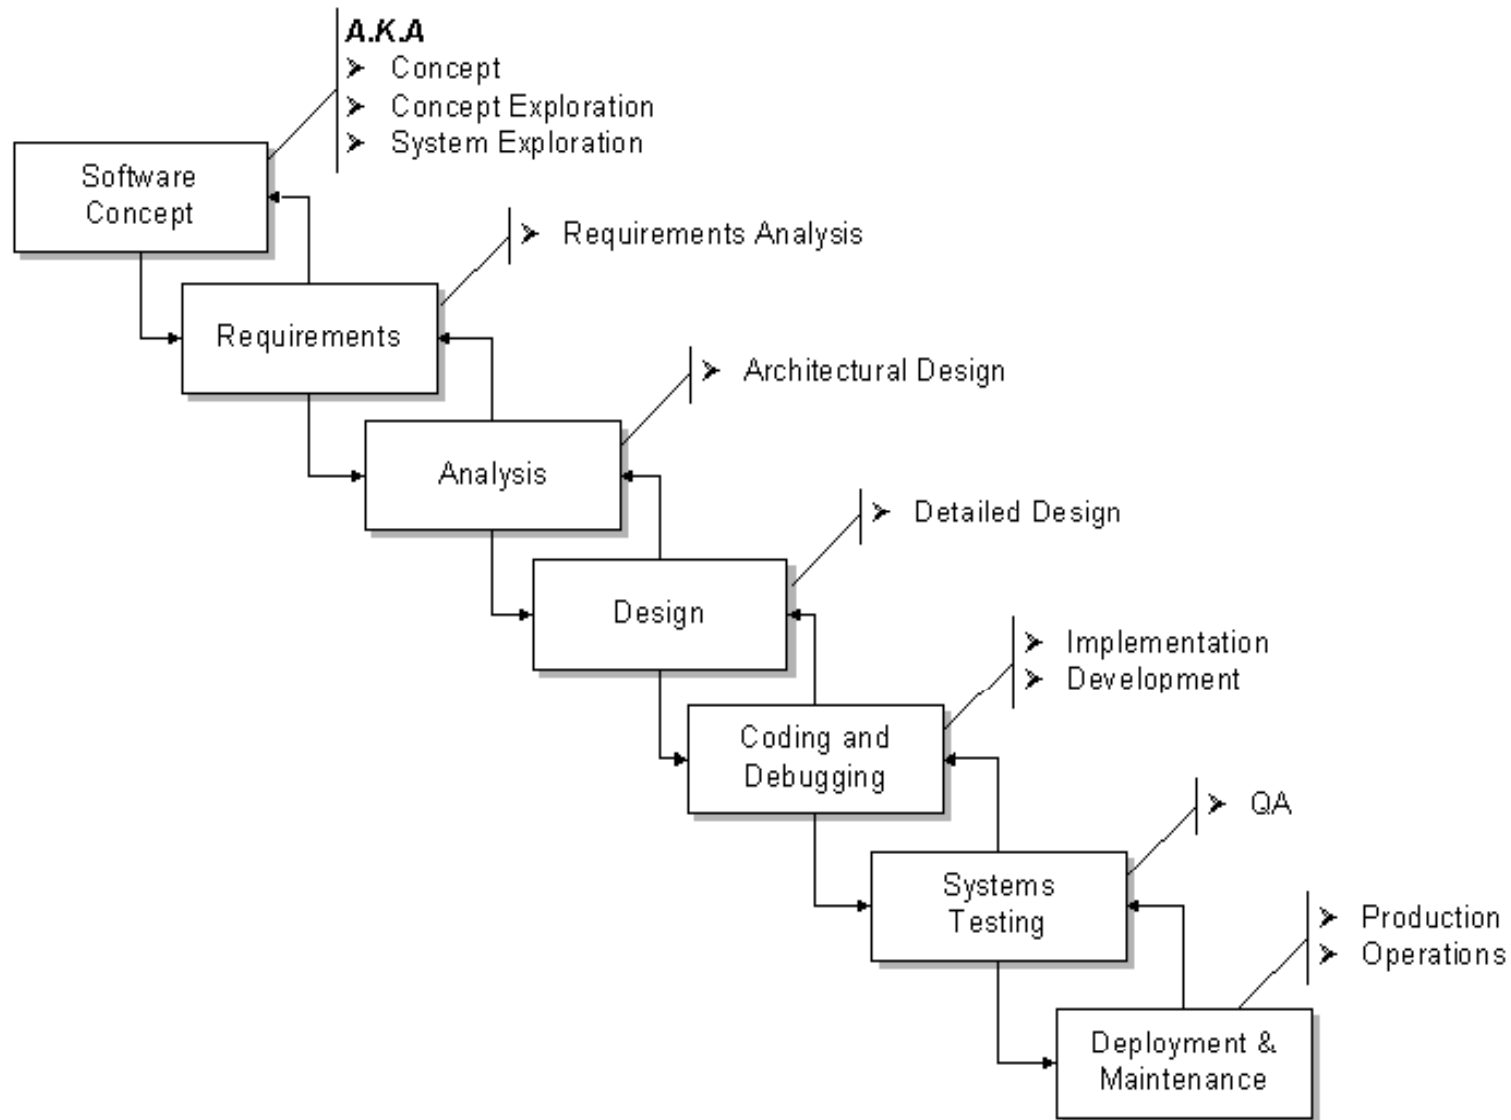 A.K.A
➢ Concept
➢ Concept Exploration
➢ System Exploration
Software
Concept
➢ Requirements Analysis
Requirements
➢ Architectural Design
Analysis
➢ Detailed Design
Design
➢ Implementation
➢ Development
Coding and
Debugging
➢ QA
Systems
Testing
➢ Production
➢ Operations
Deployment &
Maintenance